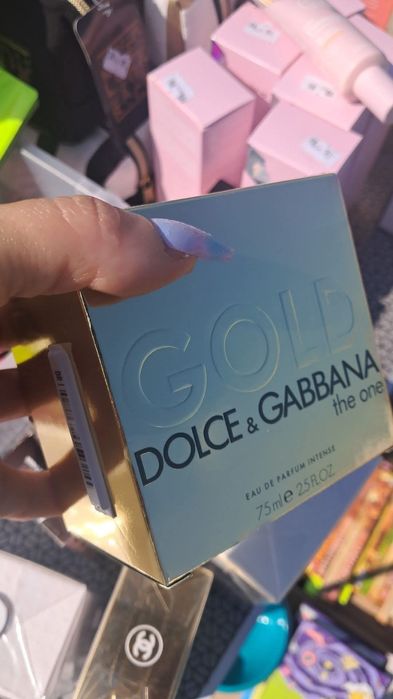 GOLD
DOLCE & GABBANA
the one
EAU DE PARFUM INTENSE
75ml e 2.5FL.OZ.